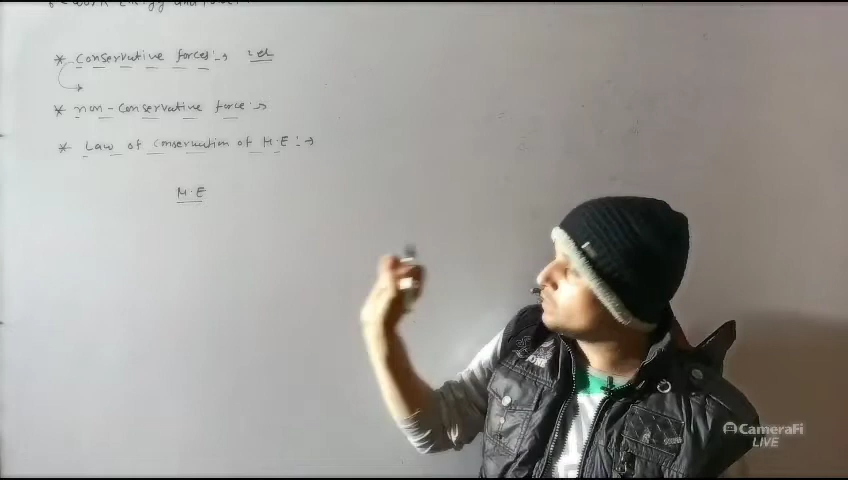 * Conservative forces :→
* non-conservative force :→
* Law of Conservation of M.E :→
M.E
CameraFi
LIVE